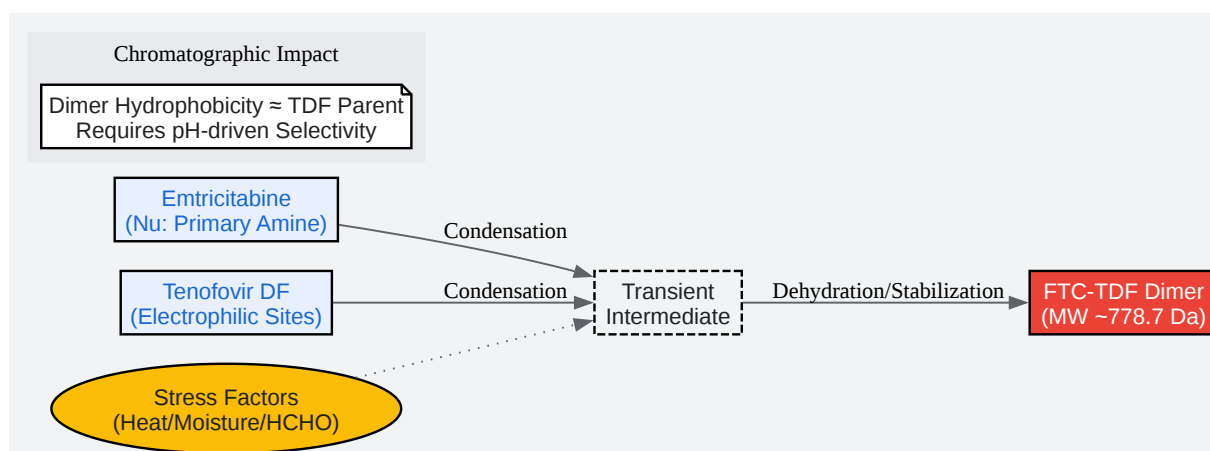 Chromatographic Impact
Dimer Hydrophobicity ≈ TDF Parent
Requires pH-driven Selectivity
Emtricitabine
(Nu: Primary Amine)
Condensation
Tenofovir DF
(Electrophilic Sites)
Condensation
Transient
Intermediate
Dehydration/Stabilization
FTC-TDF Dimer
(MW ~778.7 Da)
Stress Factors
(Heat/Moisture/HCHO)